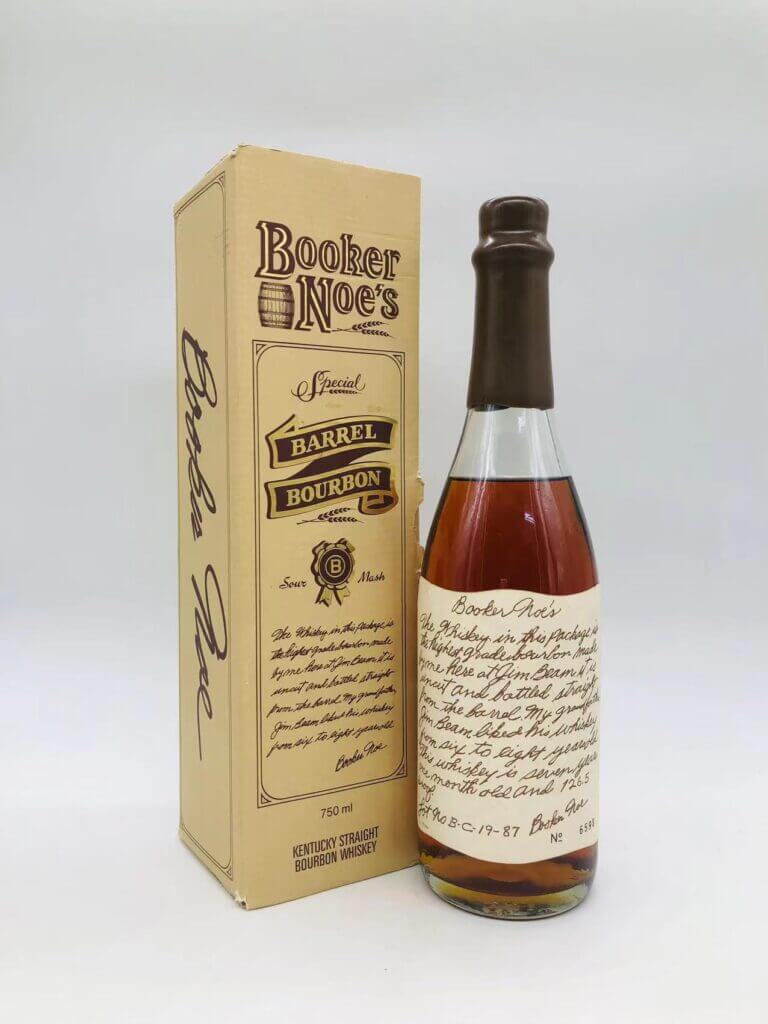 Booker
Noe's
Special
BARREL
BOURBON
B
Sour Mash
The Whiskey in this package is
the highest grade bourbon made
by me here at Jim Beam it is
uncut and bottled straight
from the barrel. My grandfather,
Jim Beam liked his whiskey
from six to eight years old
Booker Noe
750 ml
KENTUCKY STRAIGHT
BOURBON WHISKEY
Booker Noe
Booker Noe's
The Whiskey in this package is
the highest grade bourbon made
by me here at Jim Beam it is
uncut and bottled straight
from the barrel. My grandfath
Jim Beam liked his whiskey
from six to eight years old
This whiskey is seven years
one month old and 126.5
proof
Lot No B-C-19-87 Booker Noe
No 659